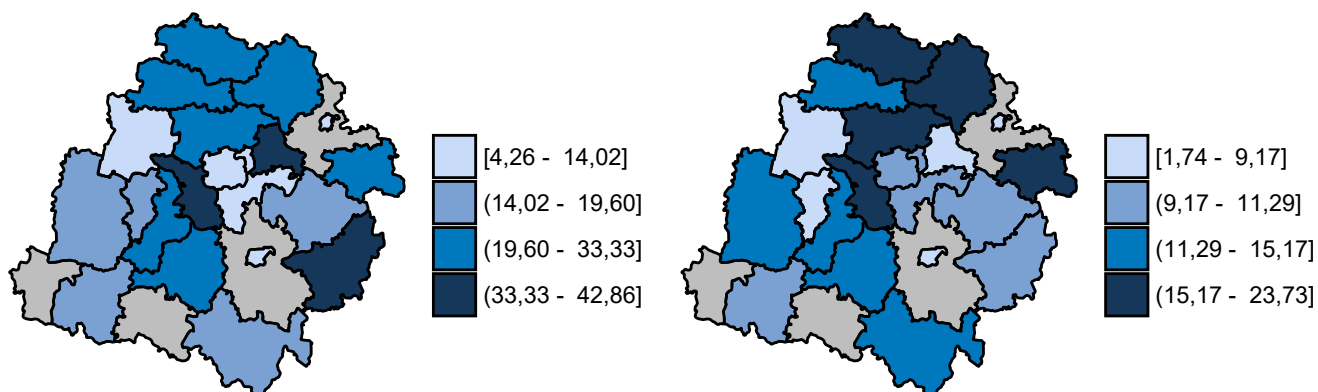 [4,26 - 14,02]
(14,02 - 19,60]
(19,60 - 33,33]
(33,33 - 42,86]
[1,74 - 9,17]
(9,17 - 11,29]
(11,29 - 15,17]
(15,17 - 23,73]